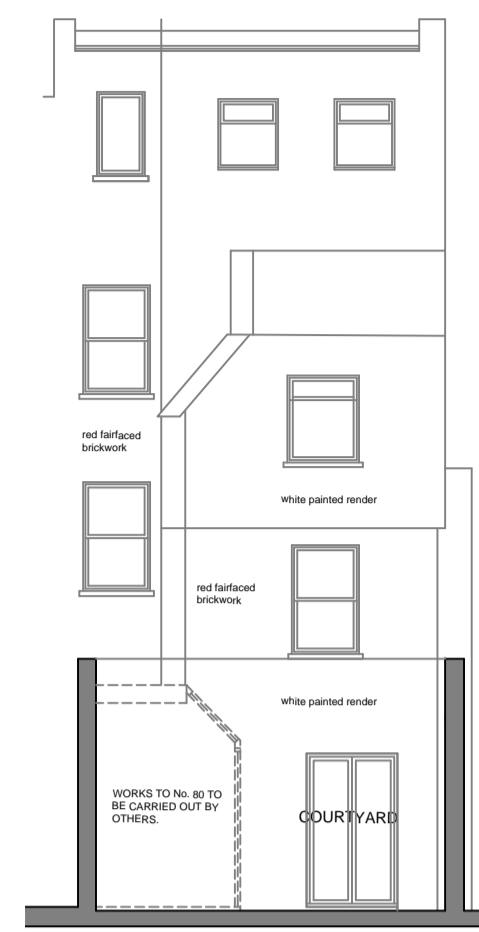 red fairfaced
brickwork
white painted render
red fairfaced
brickwork
white painted render
WORKS TO No. 80 TO
BE CARRIED OUT BY
OTHERS.
COURTYARD